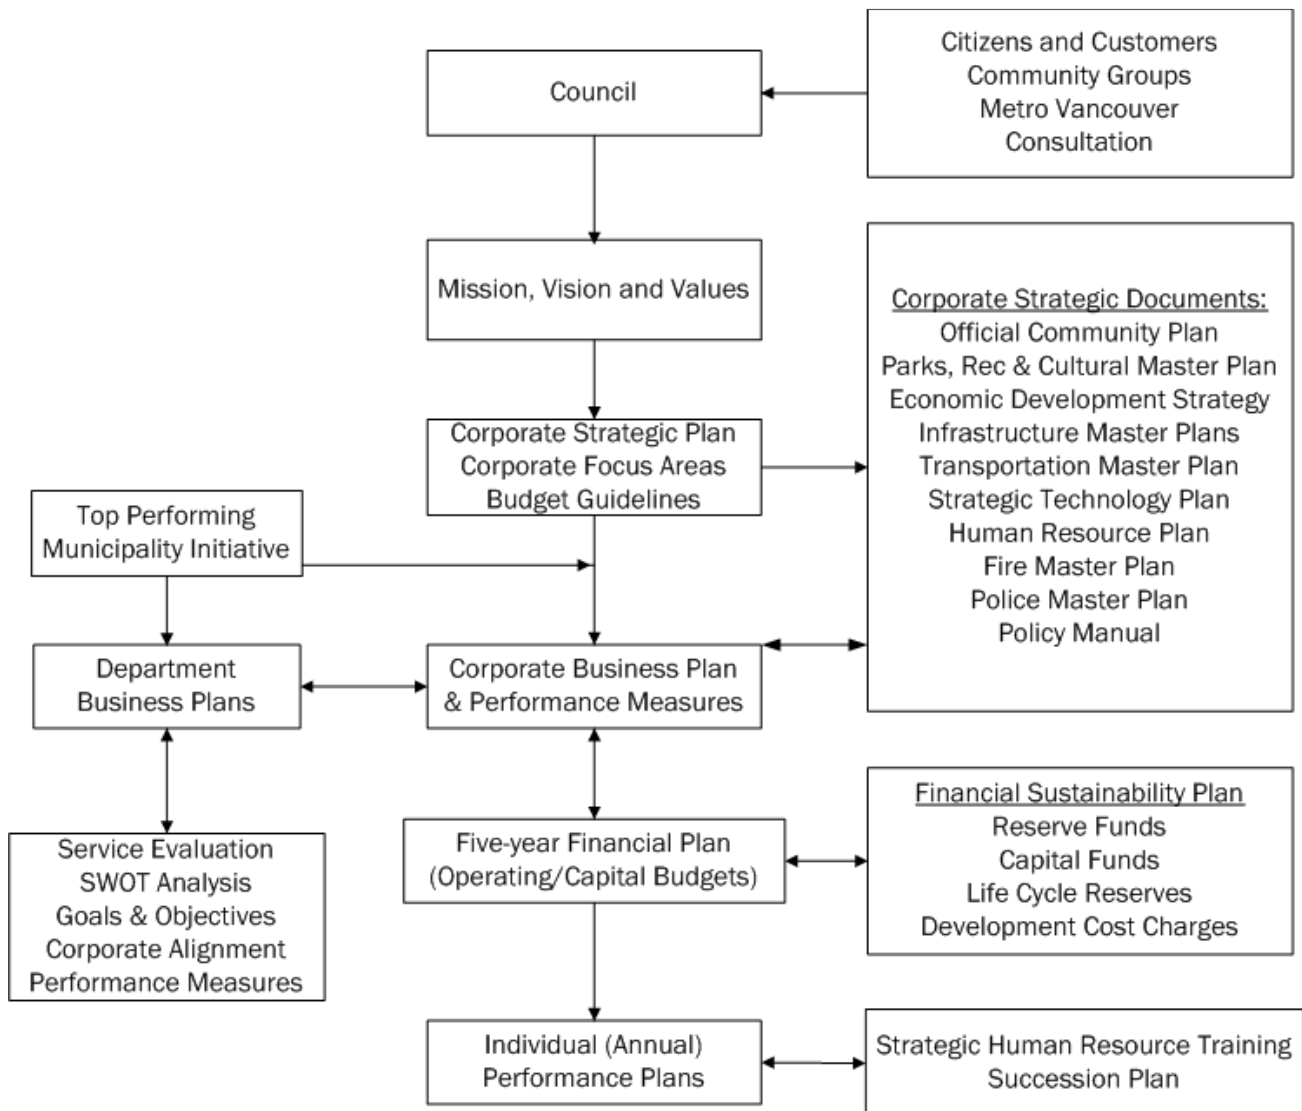 Citizens and Customers
Community Groups
Metro Vancouver
Consultation
Council
Mission, Vision and Values
Corporate Strategic Documents:
Official Community Plan
Parks, Rec & Cultural Master Plan
Economic Development Strategy
Infrastructure Master Plans
Transportation Master Plan
Strategic Technology Plan
Human Resource Plan
Fire Master Plan
Police Master Plan
Policy Manual
Corporate Strategic Plan
Corporate Focus Areas
Budget Guidelines
Top Performing
Municipality Initiative
Department
Business Plans
Corporate Business Plan
& Performance Measures
Service Evaluation
SWOT Analysis
Goals & Objectives
Corporate Alignment
Performance Measures
Five-year Financial Plan
(Operating/Capital Budgets)
Financial Sustainability Plan
Reserve Funds
Capital Funds
Life Cycle Reserves
Development Cost Charges
Individual (Annual)
Performance Plans
Strategic Human Resource Training
Succession Plan